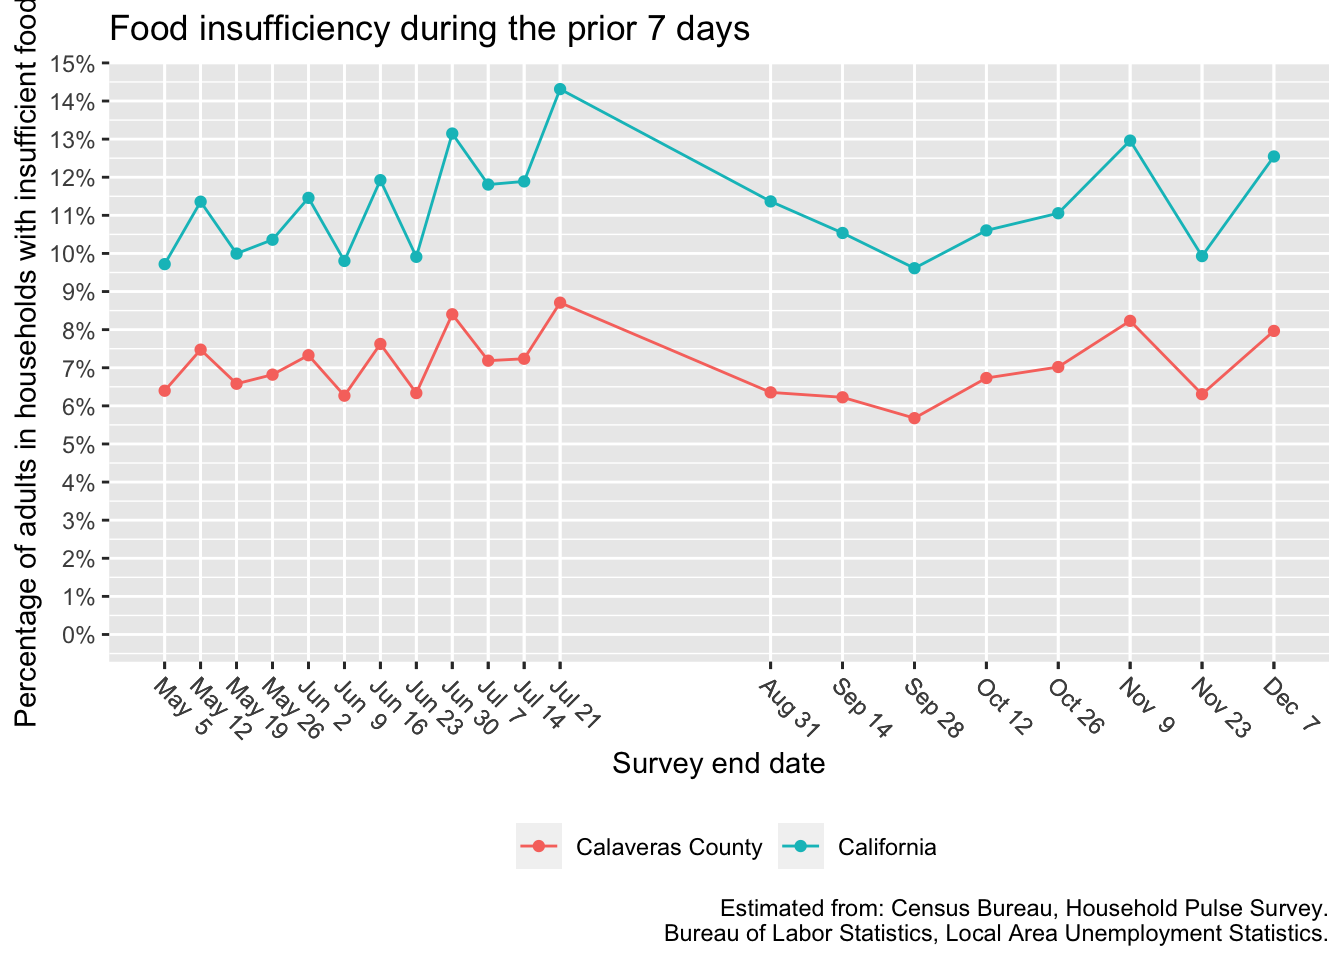 Food insufficiency during the prior 7 days
Percentage of adults in households with insufficient food
15%
14%
13%
12%
11%
10%
9%
8%
7%
6%
5%
4%
3%
2%
1%
0%
May 5
May 12
May 19
May 26
Jun 2
Jun 9
Jun 16
Jun 23
Jun 30
Jul 7
Jul 14
Jul 21
Aug 31
Sep 14
Sep 28
Oct 12
Oct 26
Nov 9
Nov 23
Dec 7
Survey end date
Calaveras County
California
Estimated from: Census Bureau, Household Pulse Survey.
Bureau of Labor Statistics, Local Area Unemployment Statistics.